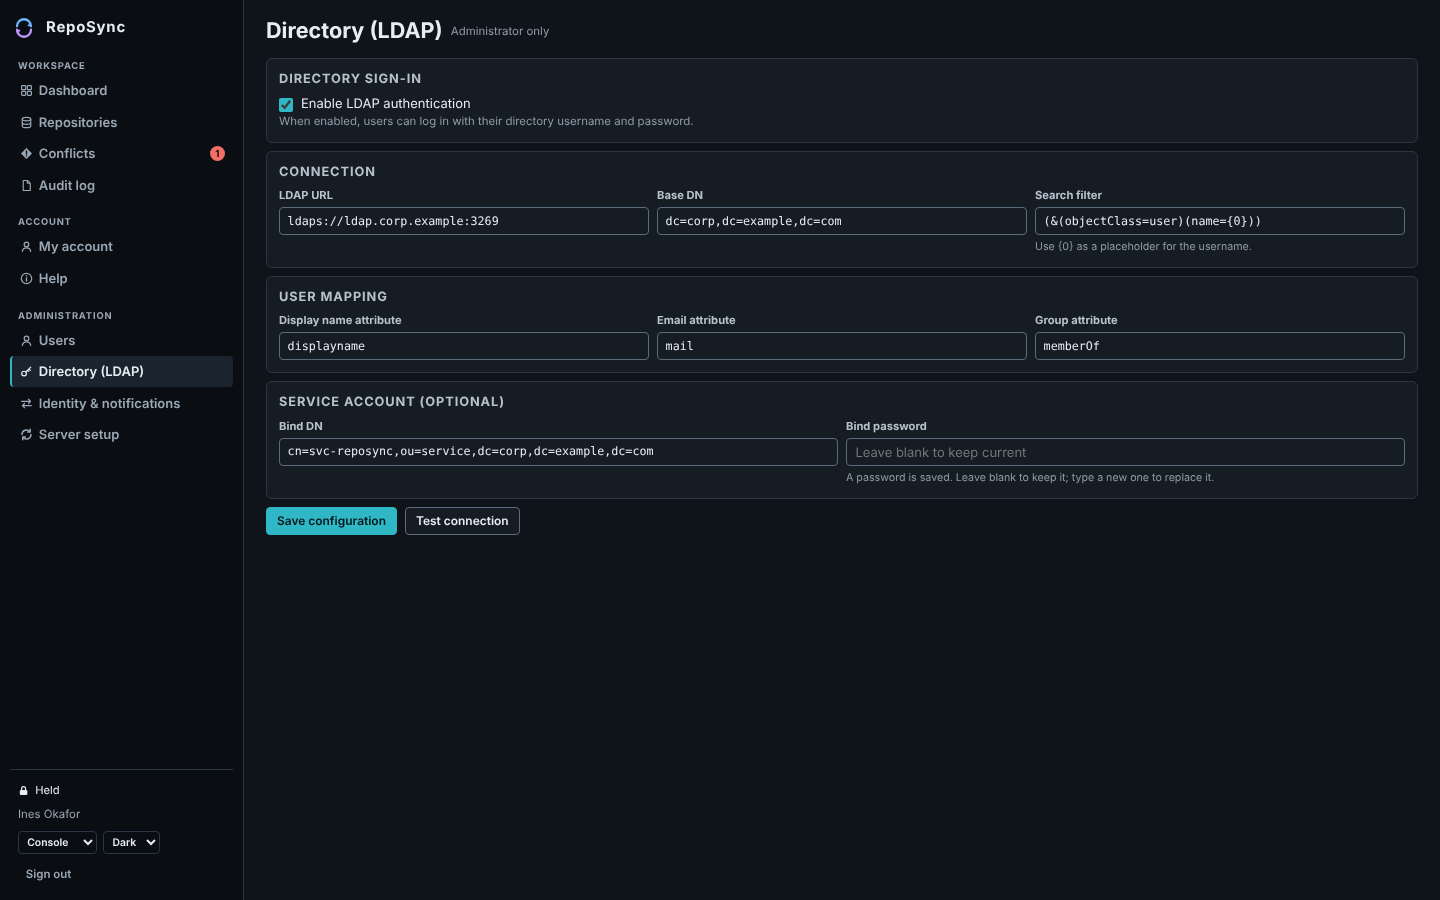 RepoSync
WORKSPACE
Dashboard
Repositories
Conflicts 1
Audit log
ACCOUNT
My account
Help
ADMINISTRATION
Users
Directory (LDAP)
Identity & notifications
Server setup
Held
Ines Okafor
Console Dark
Sign out
Directory (LDAP) Administrator only
DIRECTORY SIGN-IN
Enable LDAP authentication
When enabled, users can log in with their directory username and password.
CONNECTION
LDAP URL Base DN Search filter
ldaps://ldap.corp.example:3269 dc=corp,dc=example,dc=com (&(objectClass=user)(name={0}))
Use {0} as a placeholder for the username.
USER MAPPING
Display name attribute Email attribute Group attribute
displayname mail memberOf
SERVICE ACCOUNT (OPTIONAL)
Bind DN Bind password
cn=svc-reposync,ou=service,dc=corp,dc=example,dc=com Leave blank to keep current
A password is saved. Leave blank to keep it; type a new one to replace it.
Save configuration Test connection